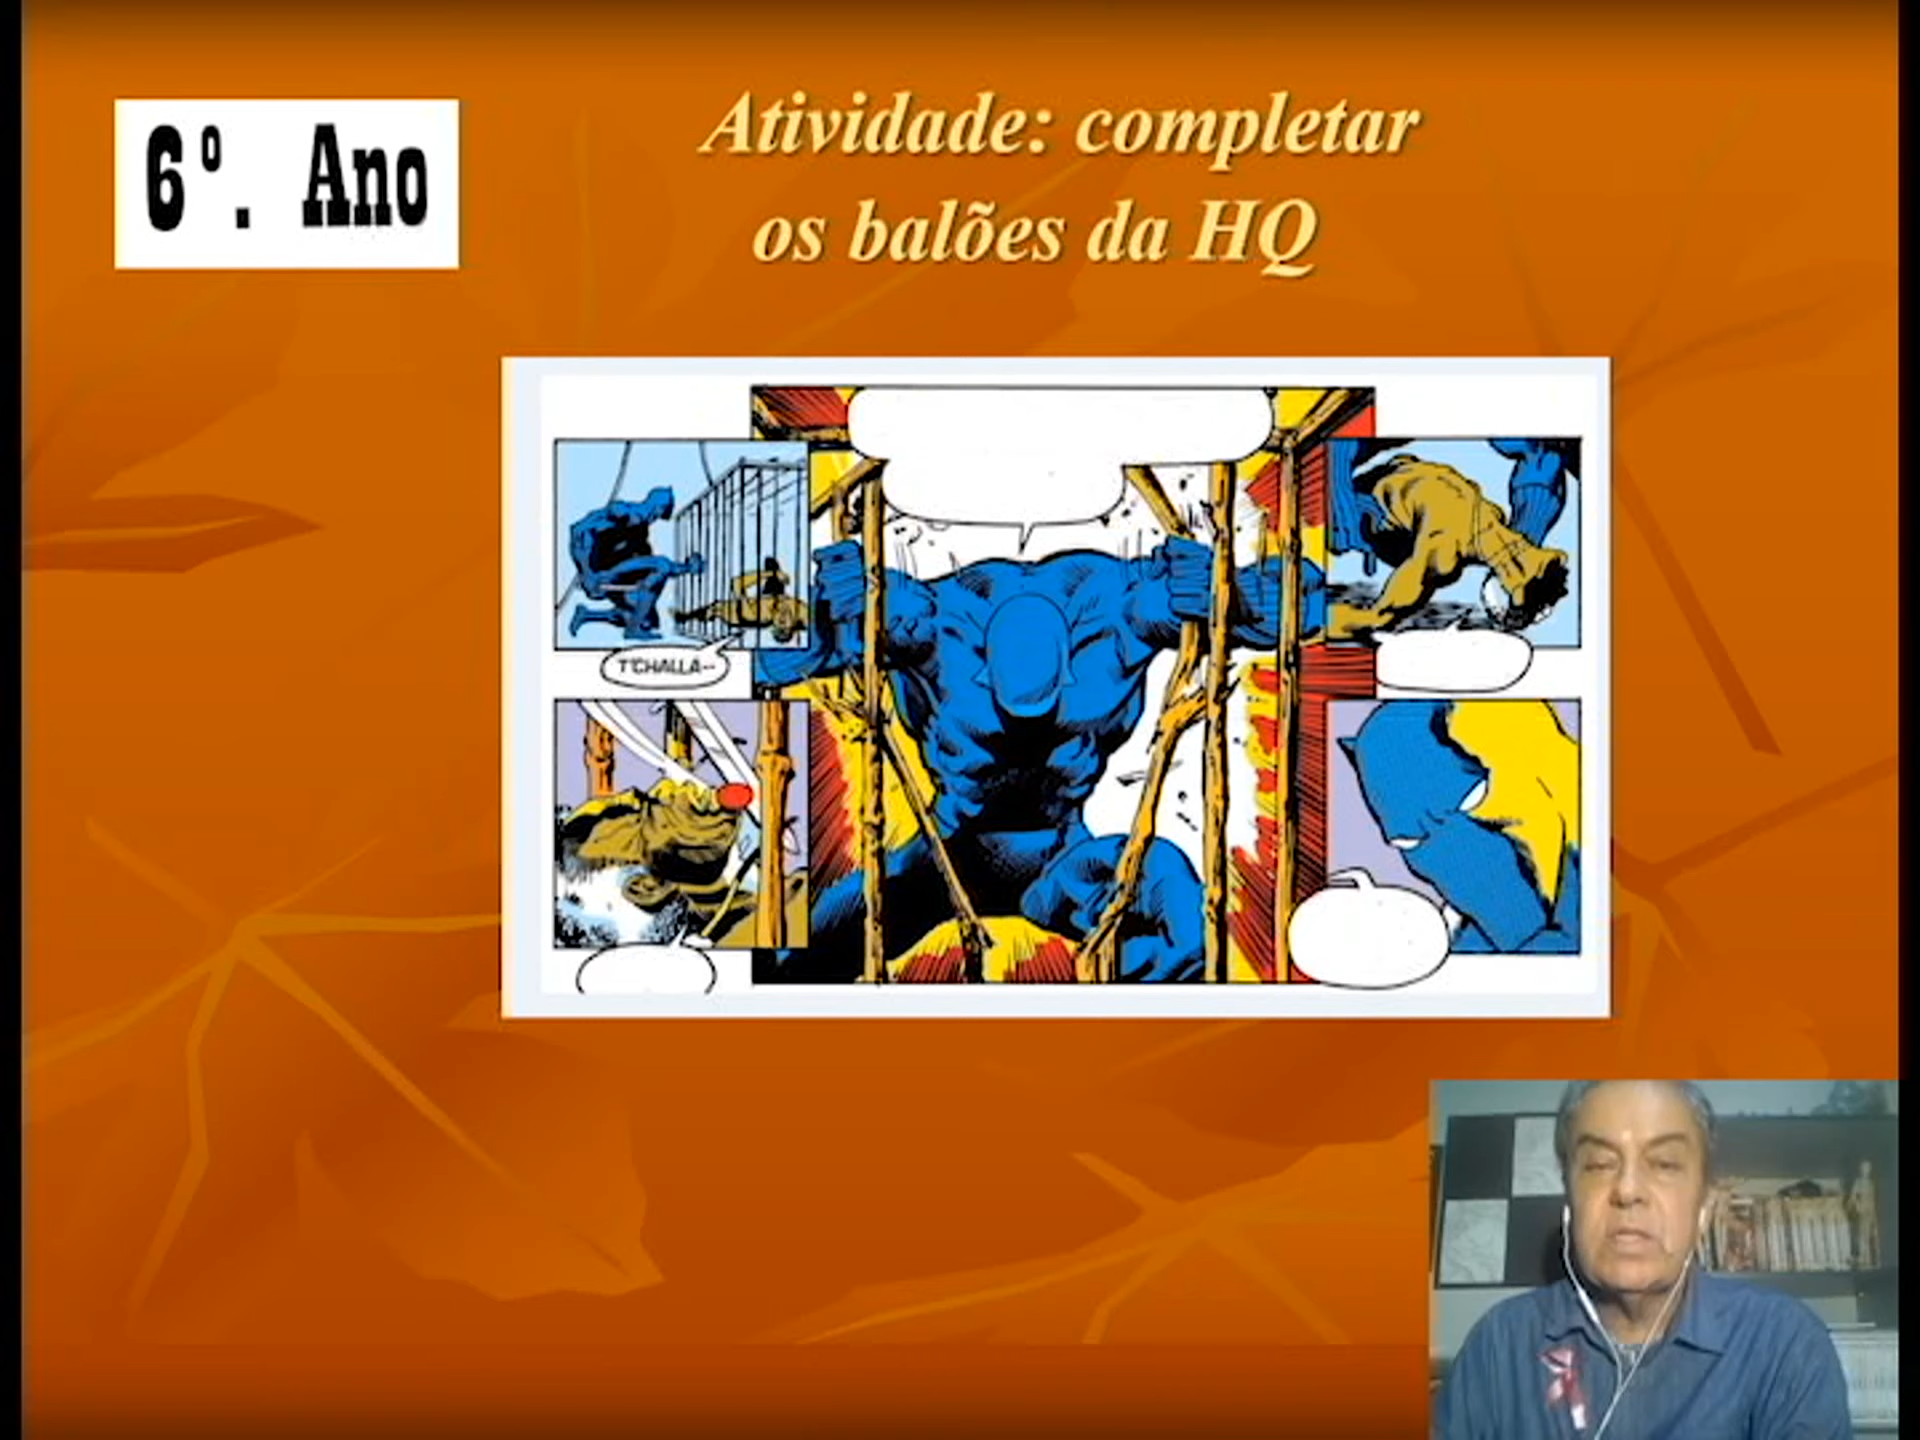 6º. Ano
Atividade: completar
os balões da HQ
T'CHALLA--